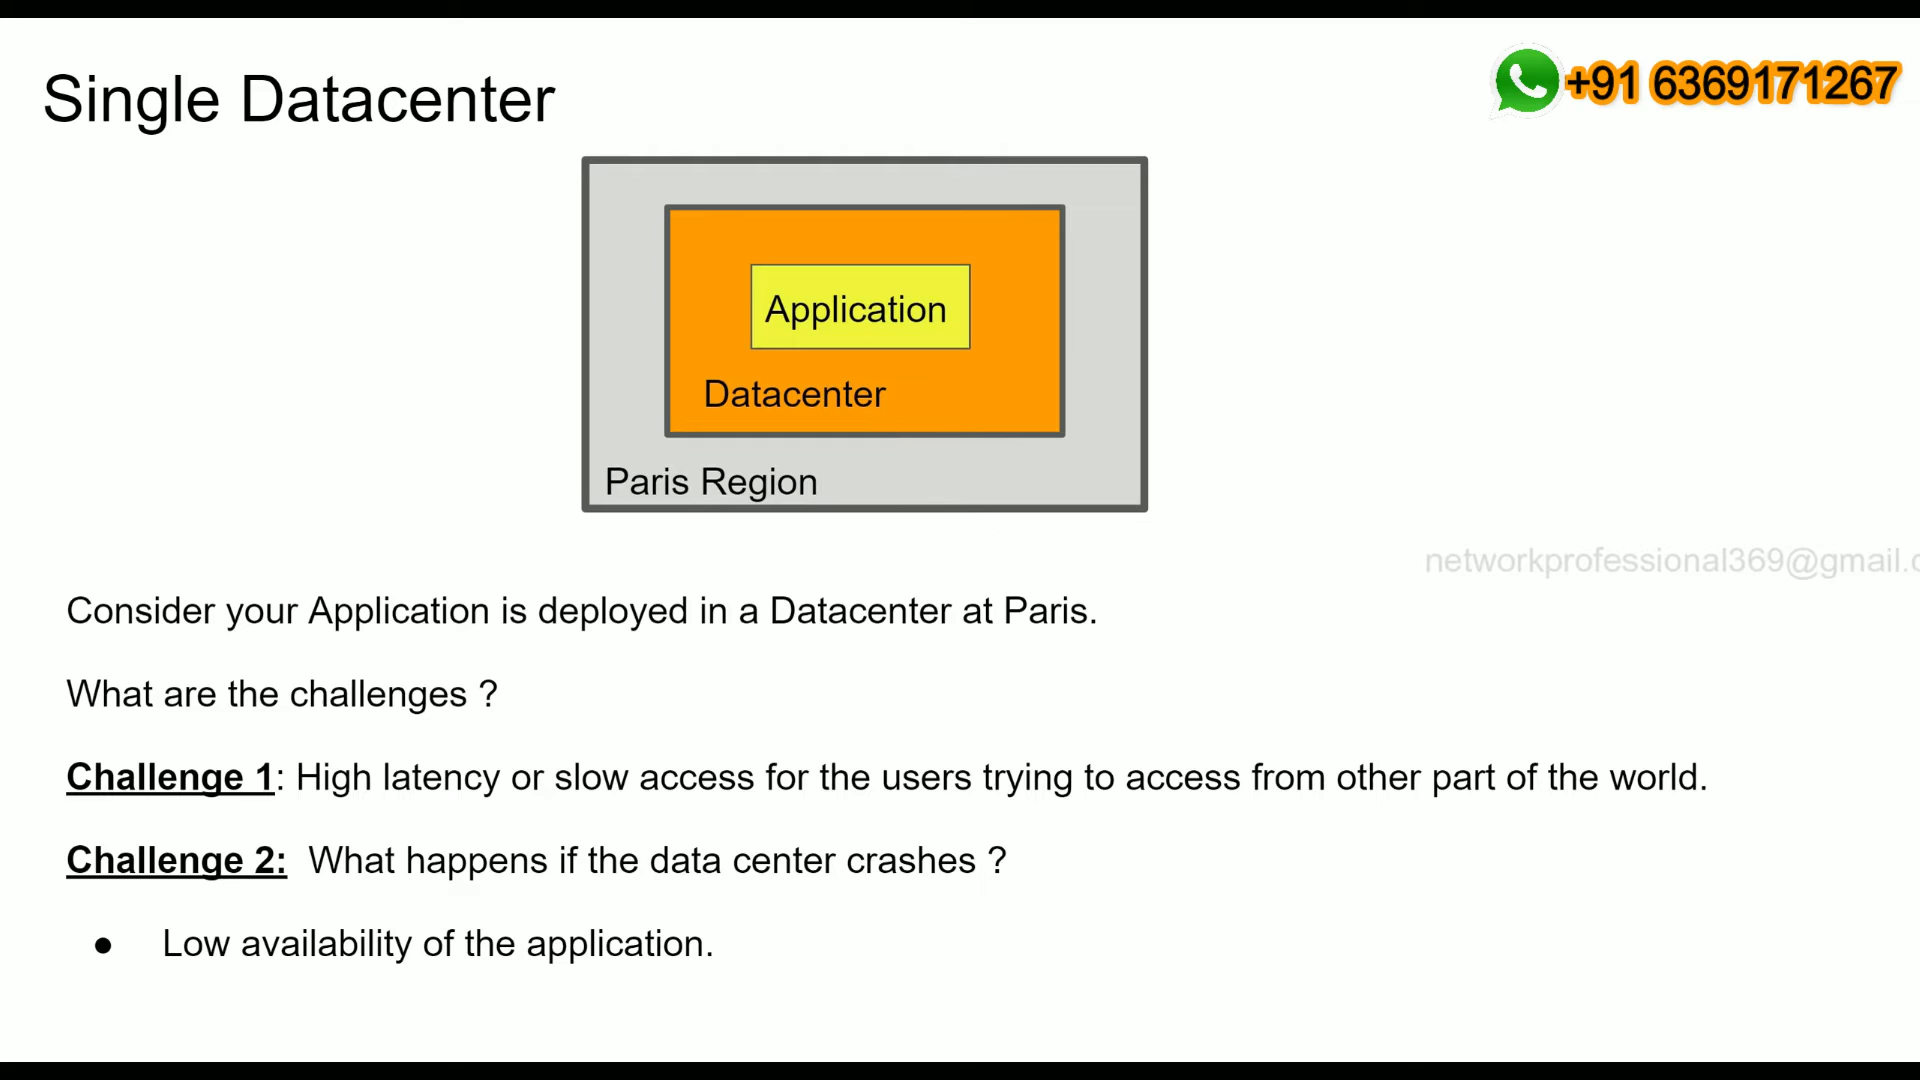 Single Datacenter
+91 6369171267
Application
Datacenter
Paris Region
networkprofessional369@gmail.c
Consider your Application is deployed in a Datacenter at Paris.
What are the challenges ?
Challenge 1: High latency or slow access for the users trying to access from other part of the world.
Challenge 2: What happens if the data center crashes ?
● Low availability of the application.